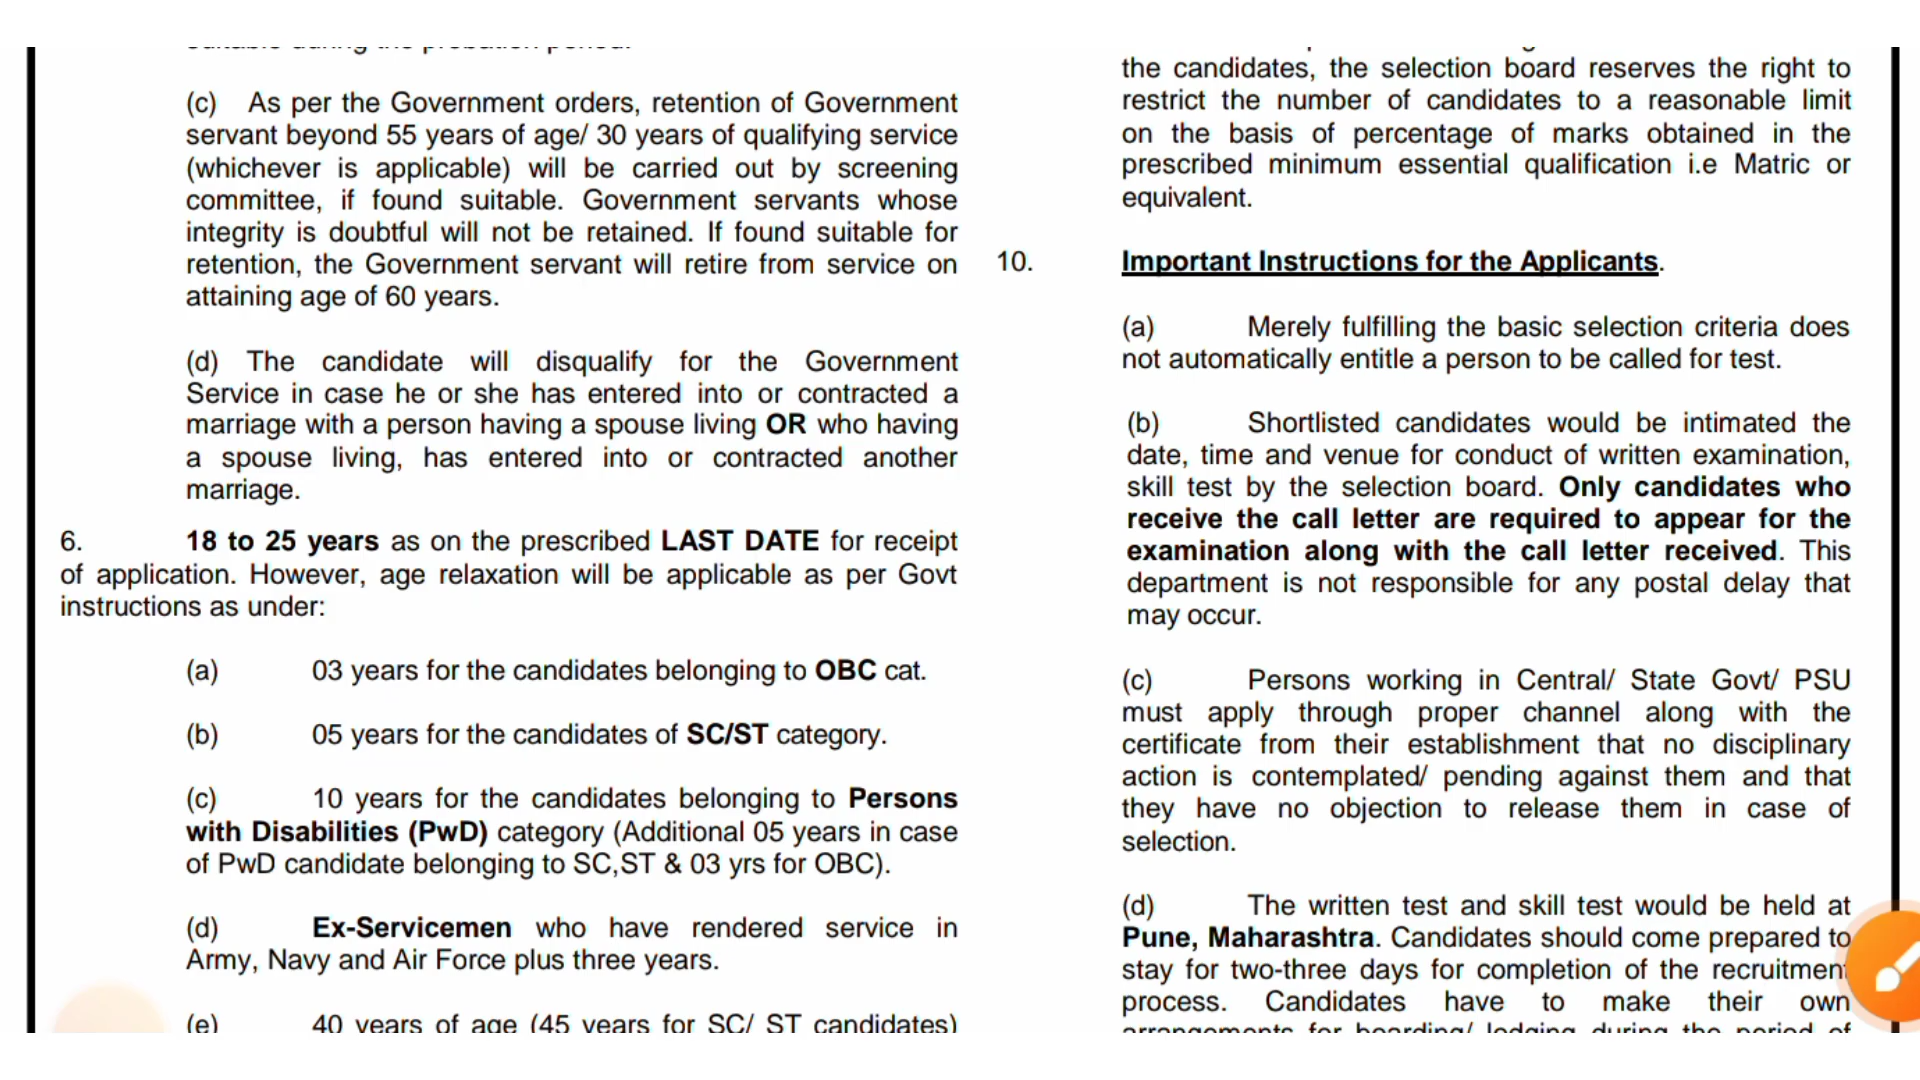 (c) As per the Government orders, retention of Government
servant beyond 55 years of age/ 30 years of qualifying service
(whichever is applicable) will be carried out by screening
committee, if found suitable. Government servants whose
integrity is doubtful will not be retained. If found suitable for
retention, the Government servant will retire from service on
attaining age of 60 years.
(d) The candidate will disqualify for the Government
Service in case he or she has entered into or contracted a
marriage with a person having a spouse living OR who having
a spouse living, has entered into or contracted another
marriage.
6. 18 to 25 years as on the prescribed LAST DATE for receipt
of application. However, age relaxation will be applicable as per Govt
instructions as under:
(a) 03 years for the candidates belonging to OBC cat.
(b) 05 years for the candidates of SC/ST category.
(c) 10 years for the candidates belonging to Persons
with Disabilities (PwD) category (Additional 05 years in case
of PwD candidate belonging to SC,ST & 03 yrs for OBC).
(d) Ex-Servicemen who have rendered service in
Army, Navy and Air Force plus three years.
(e) 40 years of age (45 years for SC/ ST candidates)
the candidates, the selection board reserves the right to
restrict the number of candidates to a reasonable limit
on the basis of percentage of marks obtained in the
prescribed minimum essential qualification i.e Matric or
equivalent.
10. Important Instructions for the Applicants.
(a) Merely fulfilling the basic selection criteria does
not automatically entitle a person to be called for test.
(b) Shortlisted candidates would be intimated the
date, time and venue for conduct of written examination,
skill test by the selection board. Only candidates who
receive the call letter are required to appear for the
examination along with the call letter received. This
department is not responsible for any postal delay that
may occur.
(c) Persons working in Central/ State Govt/ PSU
must apply through proper channel along with the
certificate from their establishment that no disciplinary
action is contemplated/ pending against them and that
they have no objection to release them in case of
selection.
(d) The written test and skill test would be held at
Pune, Maharashtra. Candidates should come prepared to
stay for two-three days for completion of the recruitment
process. Candidates have to make their own
arrangements for boarding/ lodging during the period of